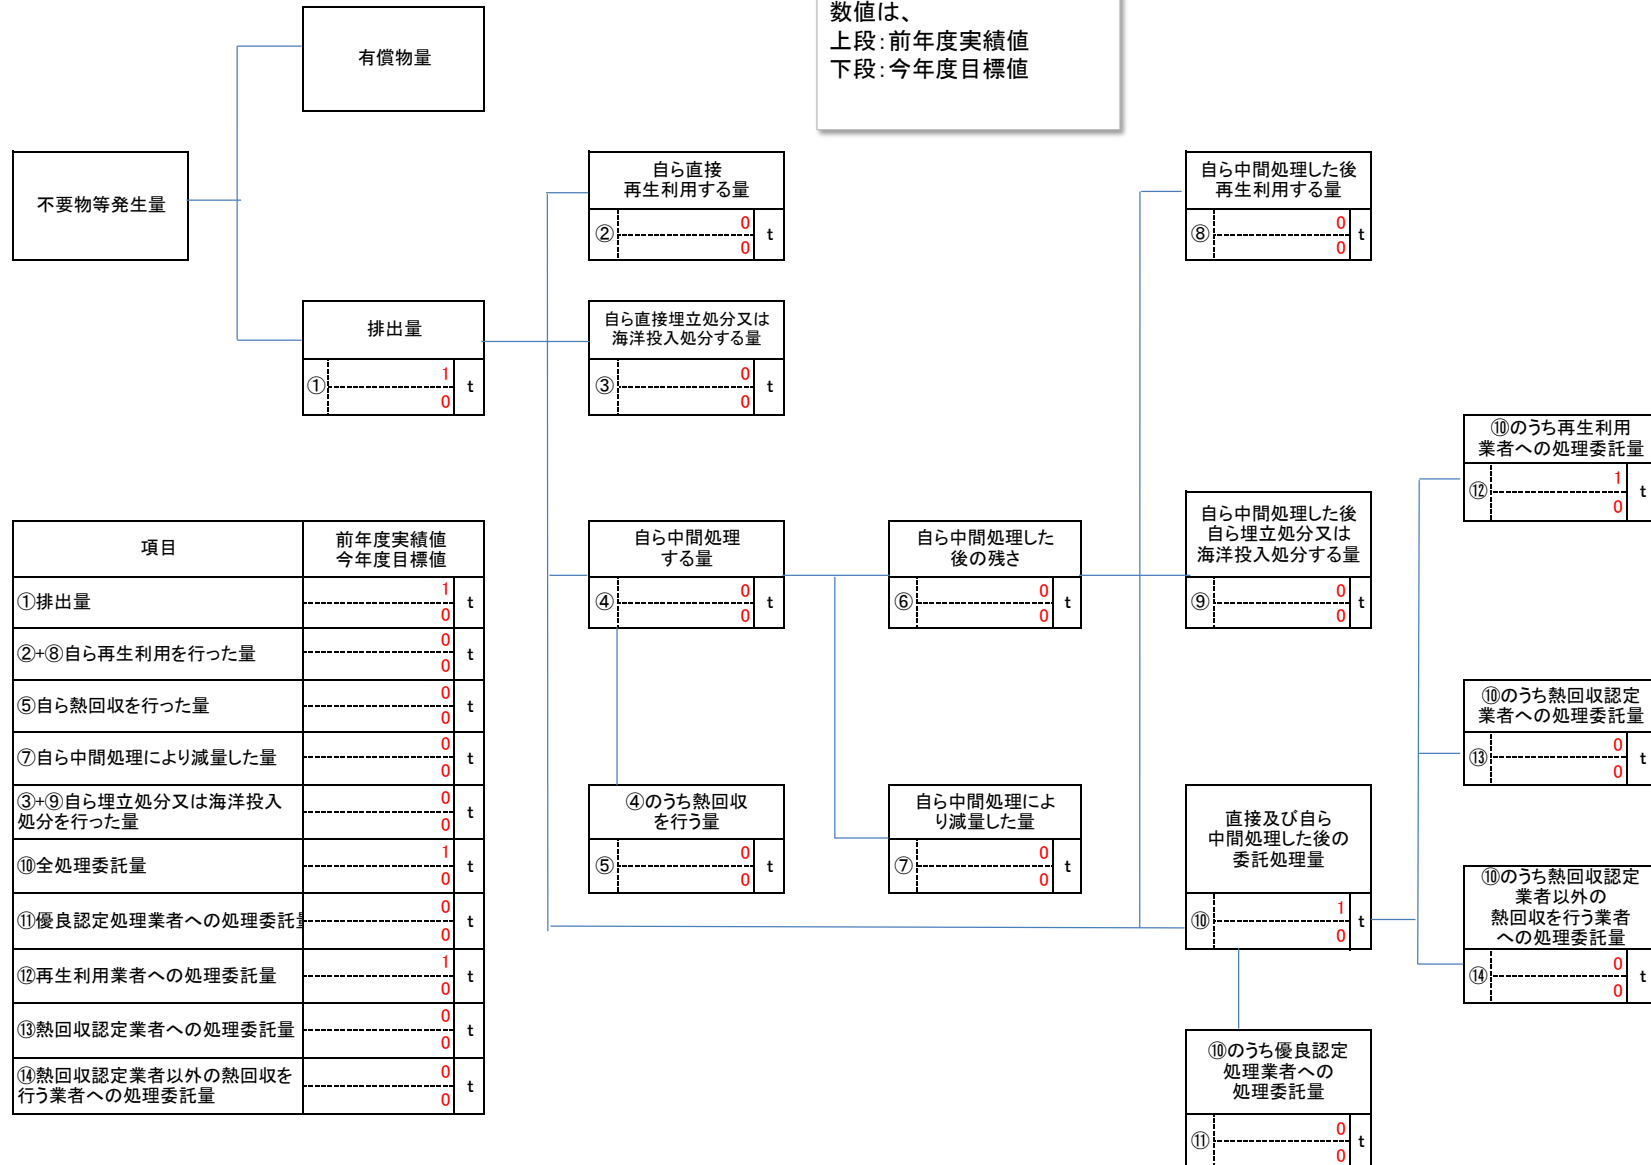 数値は、
上段：前年度実績値
下段：今年度目標値
有償物量
不要物等発生量
自ら直接
再生利用する量
②
0
0
t
自ら中間処理した後
再生利用する量
⑧
0
0
t
排出量
①
1
0
t
自ら直接埋立処分又は
海洋投入処分する量
③
0
0
t
⑩のうち再生利用
業者への処理委託量
⑫
1
0
t
自ら中間処理
する量
④
0
0
t
自ら中間処理した
後の残さ
⑥
0
0
t
自ら中間処理した後
自ら埋立処分又は
海洋投入処分する量
⑨
0
0
t
⑩のうち熱回収認定
業者への処理委託量
⑬
0
0
t
④のうち熱回収
を行う量
⑤
0
0
t
自ら中間処理によ
り減量した量
⑦
0
0
t
直接及び自ら
中間処理した後の
委託処理量
⑩
1
0
t
⑩のうち熱回収認定
業者以外の
熱回収を行う業者
への処理委託量
⑭
0
0
t
⑩のうち優良認定
処理業者への
処理委託量
⑪
0
0
t
項目
前年度実績値
今年度目標値
①排出量
1
0
t
②+⑧自ら再生利用を行った量
0
0
t
⑤自ら熱回収を行った量
0
0
t
⑦自ら中間処理により減量した量
0
0
t
③+⑨自ら埋立処分又は海洋投入
処分を行った量
0
0
t
⑩全処理委託量
1
0
t
⑪優良認定処理業者への処理委託量
0
0
t
⑫再生利用業者への処理委託量
1
0
t
⑬熱回収認定業者への処理委託量
0
0
t
⑭熱回収認定業者以外の熱回収を
行う業者への処理委託量
0
0
t